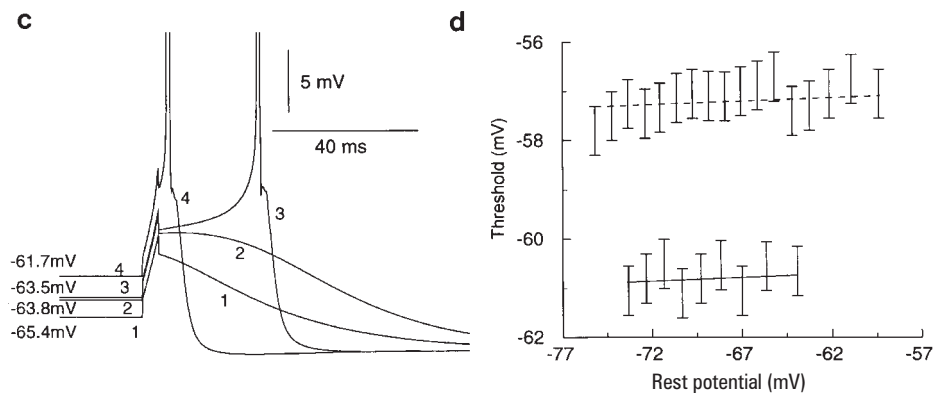 c
5 mV
40 ms
-61.7mV
-63.5mV
-63.8mV
-65.4mV
4
3
2
1
4
3
2
1
d
Threshold (mV)
-56
-58
-60
-62
-77
-72
-67
-62
-57
Rest potential (mV)